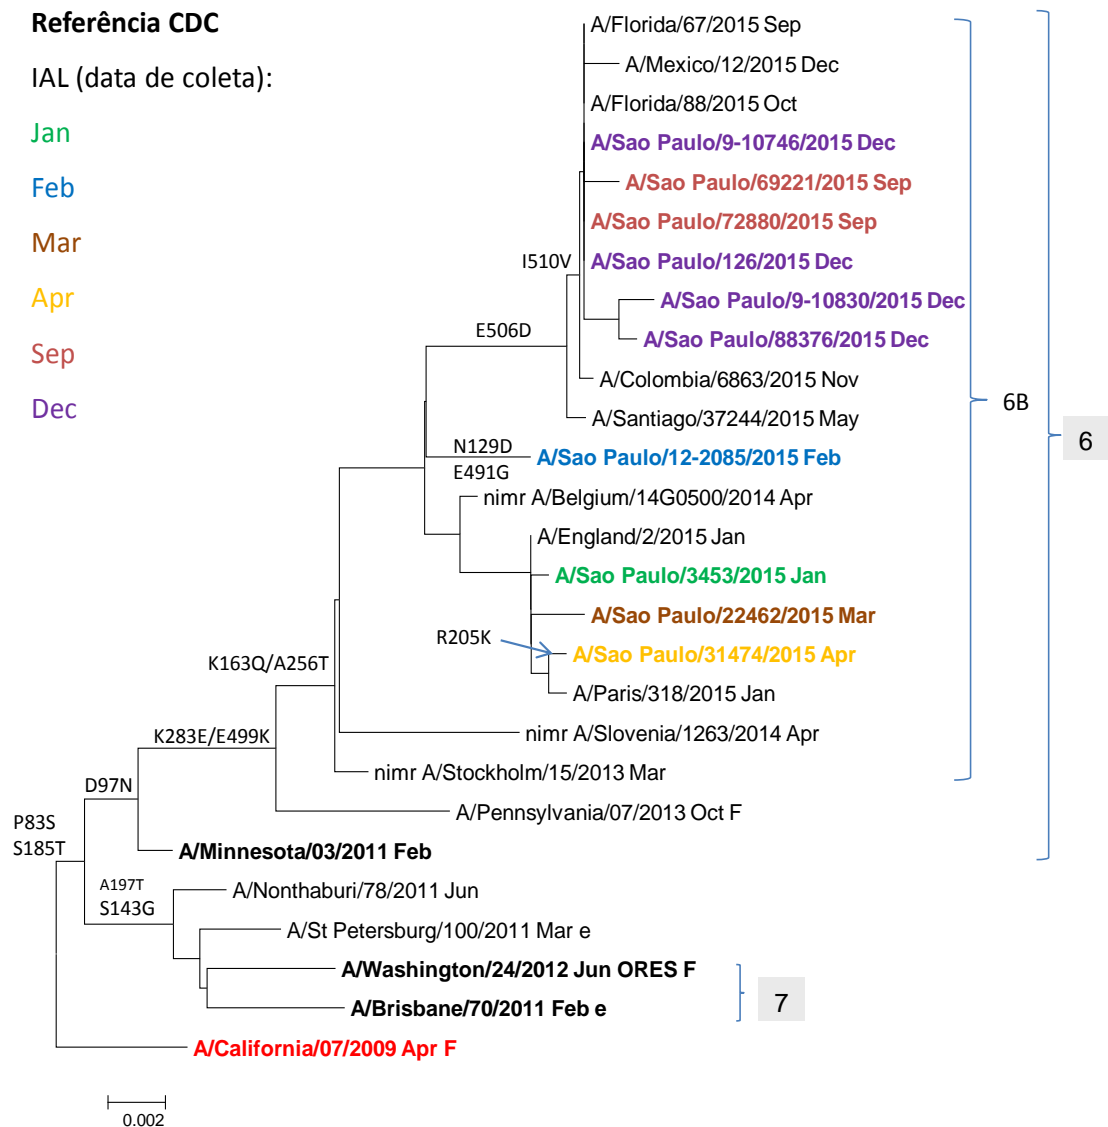 Referência CDC
IAL (data de coleta):
Jan
Feb
Mar
Apr
Sep
Dec
A/Florida/67/2015 Sep
A/Mexico/12/2015 Dec
A/Florida/88/2015 Oct
A/Sao Paulo/9-10746/2015 Dec
A/Sao Paulo/69221/2015 Sep
A/Sao Paulo/72880/2015 Sep
I510V
A/Sao Paulo/126/2015 Dec
A/Sao Paulo/9-10830/2015 Dec
E506D
A/Sao Paulo/88376/2015 Dec
A/Colombia/6863/2015 Nov
6B
A/Santiago/37244/2015 May
6
N129D
E491G
A/Sao Paulo/12-2085/2015 Feb
nimr A/Belgium/14G0500/2014 Apr
A/England/2/2015 Jan
A/Sao Paulo/3453/2015 Jan
A/Sao Paulo/22462/2015 Mar
R205K
A/Sao Paulo/31474/2015 Apr
K163Q/A256T
A/Paris/318/2015 Jan
K283E/E499K
nimr A/Slovenia/1263/2014 Apr
nimr A/Stockholm/15/2013 Mar
D97N
A/Pennsylvania/07/2013 Oct F
P83S
S185T
A/Minnesota/03/2011 Feb
A197T
S143G
A/Nonthaburi/78/2011 Jun
A/St Petersburg/100/2011 Mar e
A/Washington/24/2012 Jun ORES F
7
A/Brisbane/70/2011 Feb e
A/California/07/2009 Apr F
0.002